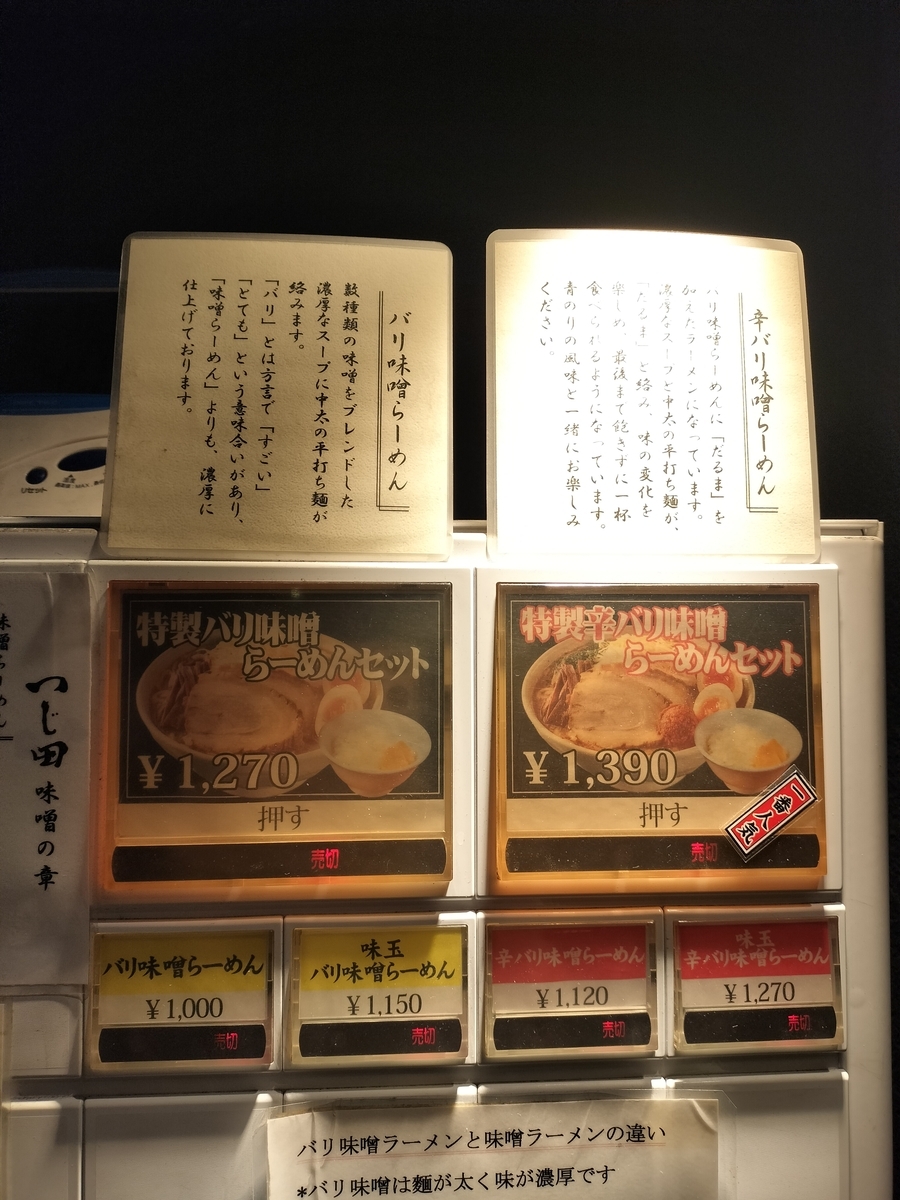 バリ味噌らーめん
数種類の味噌をブレンドした
濃厚なスープに中太の平打ち麺が
絡みます。
「バリ」とは方言で「すごい」
「とても」という意味合いがあり、
「味噌らーめん」よりも、濃厚に
仕上げております。
辛バリ味噌らーめん
バリ味噌らーめんに「だるま」を
加えたラーメンになっています。
濃厚なスープと中太の平打ち麺が、
「だるま」と絡み、味の変化を
楽しめ、最後まで飽きずに一杯
食べられるようになっています。
青のりの風味と一緒にお楽しみ
ください。
リセット
味噌らーめん
つじ田 味噌の章
特製バリ味噌
らーめんセット
¥1,270
押す
売切
特製辛バリ味噌
らーめんセット
¥1,390
押す
一番人気
売切
バリ味噌らーめん
¥1,000
売切
味玉
バリ味噌らーめん
¥1,150
売切
辛バリ味噌らーめん
¥1,120
売切
味玉
辛バリ味噌らーめん
¥1,270
売切
バリ味噌ラーメンと味噌ラーメンの違い
*バリ味噌は麺が太く味が濃厚です